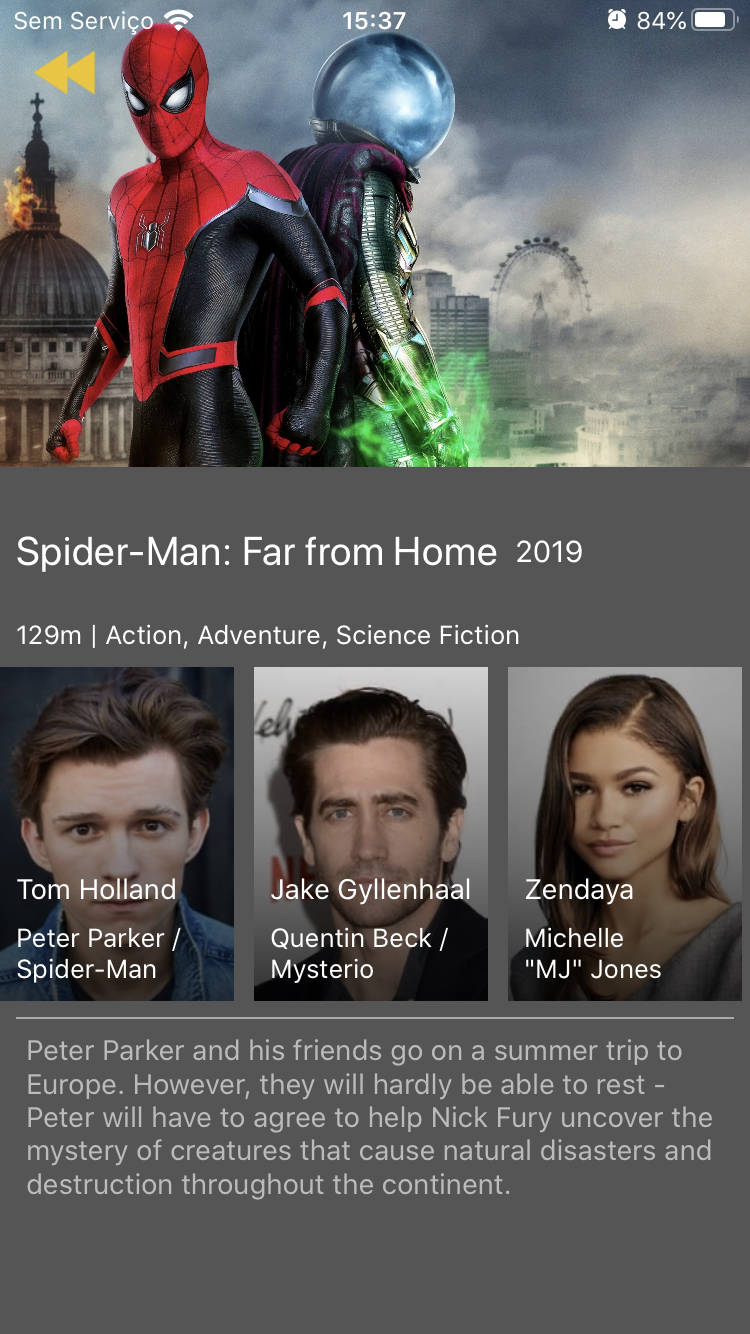 Sem Serviço 15:37 84%
Spider-Man: Far from Home 2019
129m | Action, Adventure, Science Fiction
Tom Holland
Peter Parker /
Spider-Man
Jake Gyllenhaal
Quentin Beck /
Mysterio
Zendaya
Michelle
"MJ" Jones
Peter Parker and his friends go on a summer trip to
Europe. However, they will hardly be able to rest -
Peter will have to agree to help Nick Fury uncover the
mystery of creatures that cause natural disasters and
destruction throughout the continent.